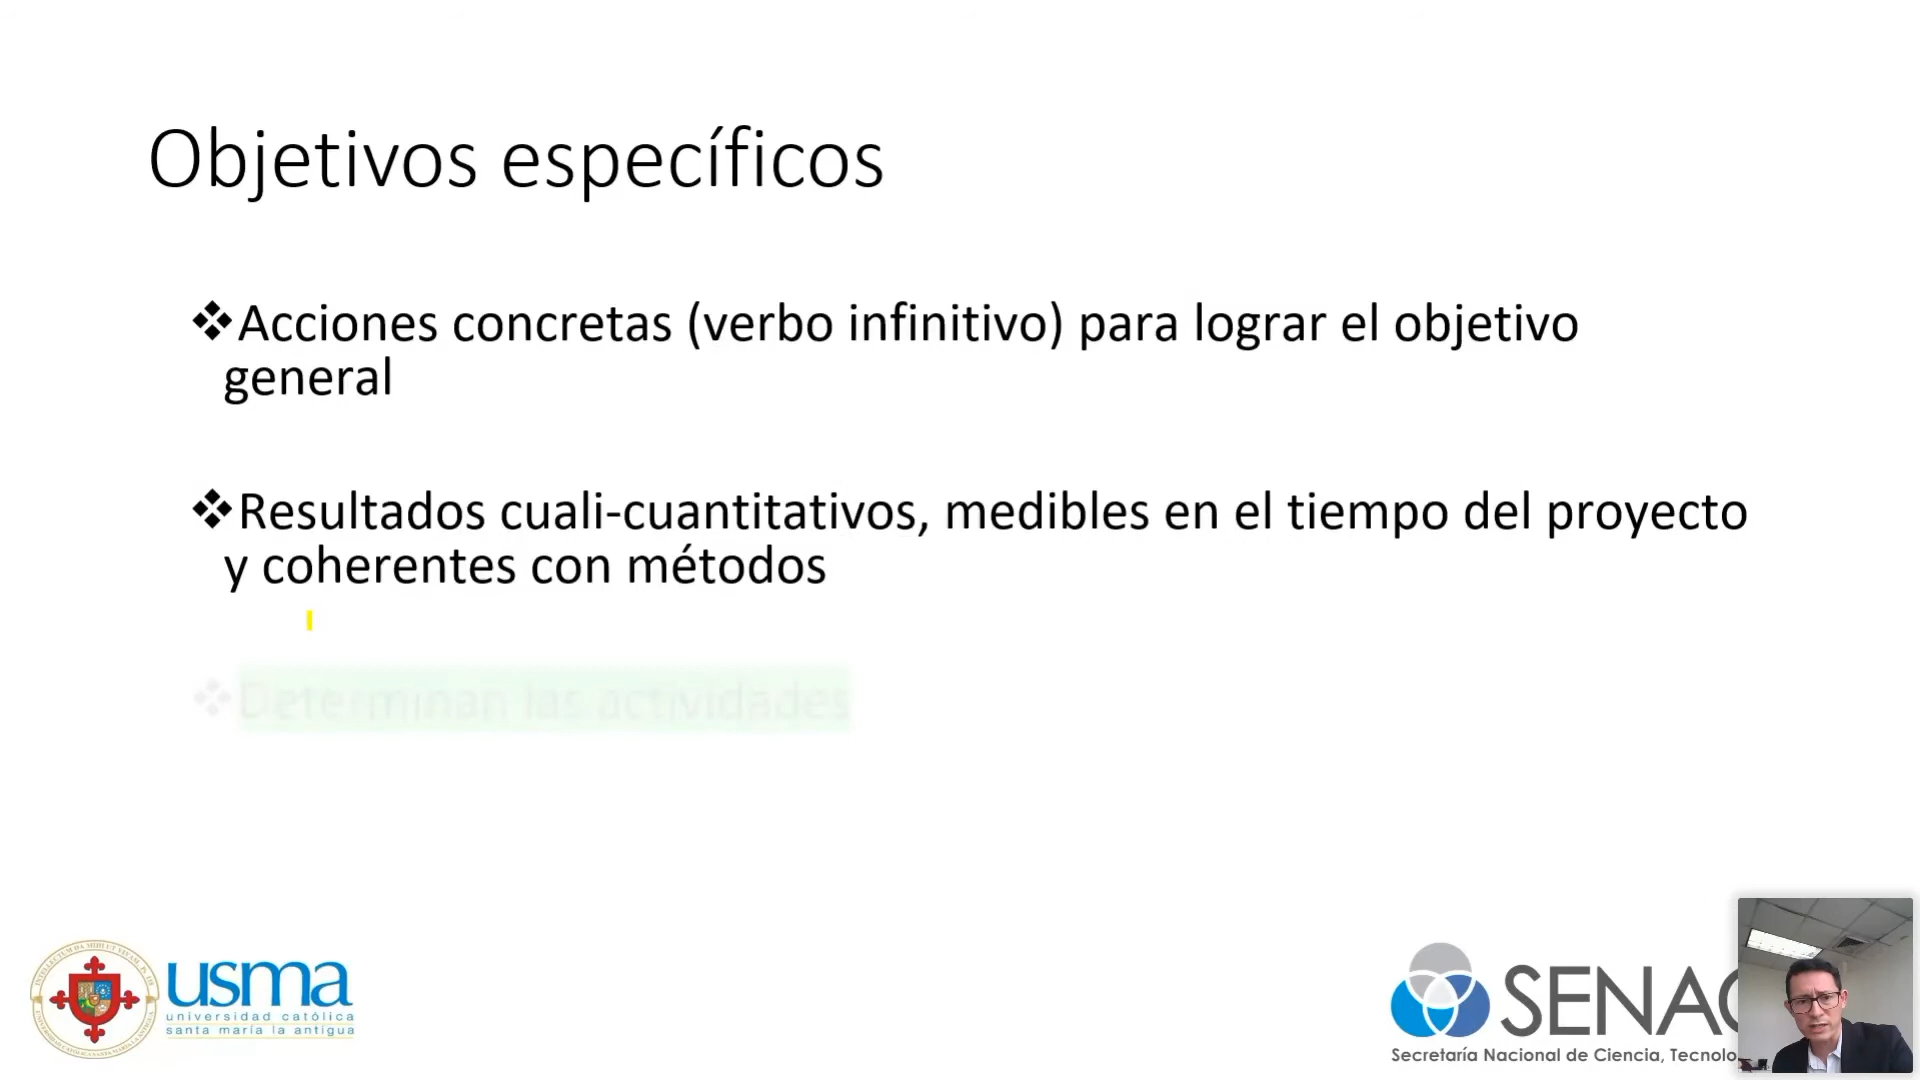 Objetivos específicos
❖Acciones concretas (verbo infinitivo) para lograr el objetivo
general
❖Resultados cuali-cuantitativos, medibles en el tiempo del proyecto
y coherentes con métodos
❖Determinan las actividades
usma
universidad católica
santa maría la antigua
SENAC
Secretaría Nacional de Ciencia, Tecnolo